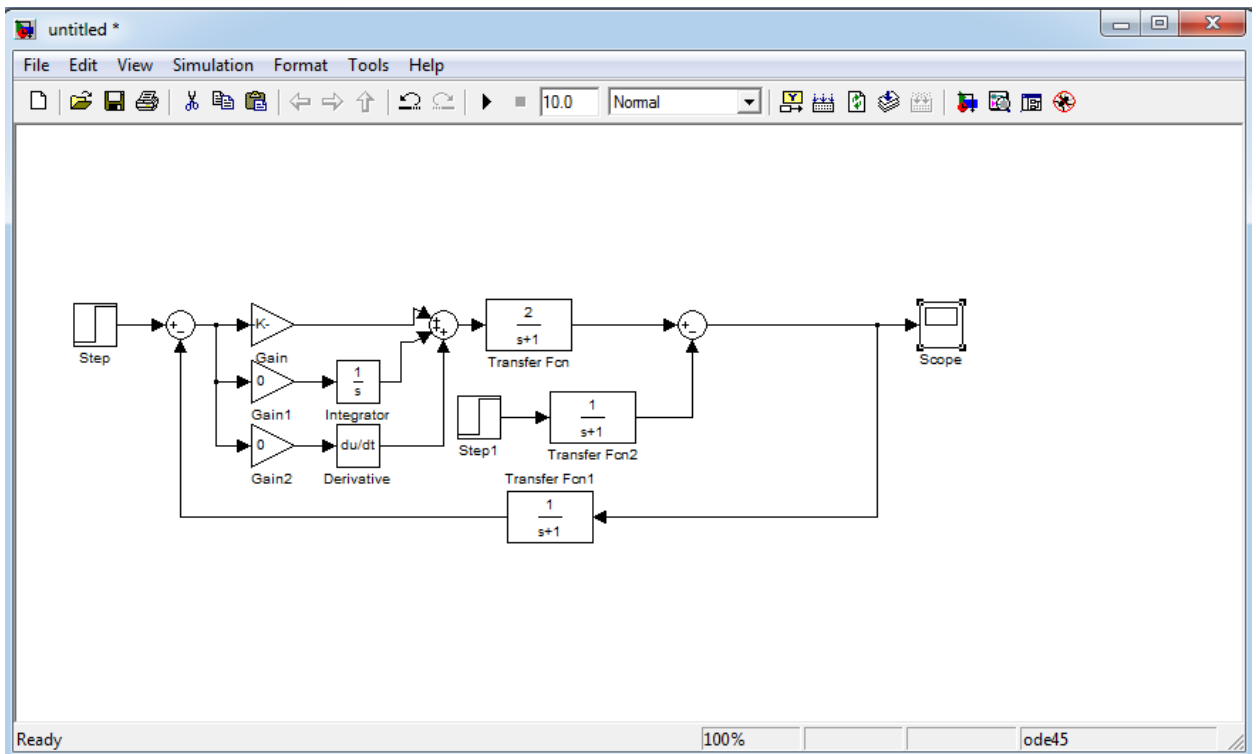 untitled *
File Edit View Simulation Format Tools Help
10.0 Normal
Step
+
-
-K-
Gain
0
Gain1
0
Gain2
1
s
Integrator
du/dt
Derivative
+
+
+
2
s+1
Transfer Fcn
Step1
1
s+1
Transfer Fcn2
+
-
Scope
Transfer Fcn1
1
s+1
Ready 100% ode45